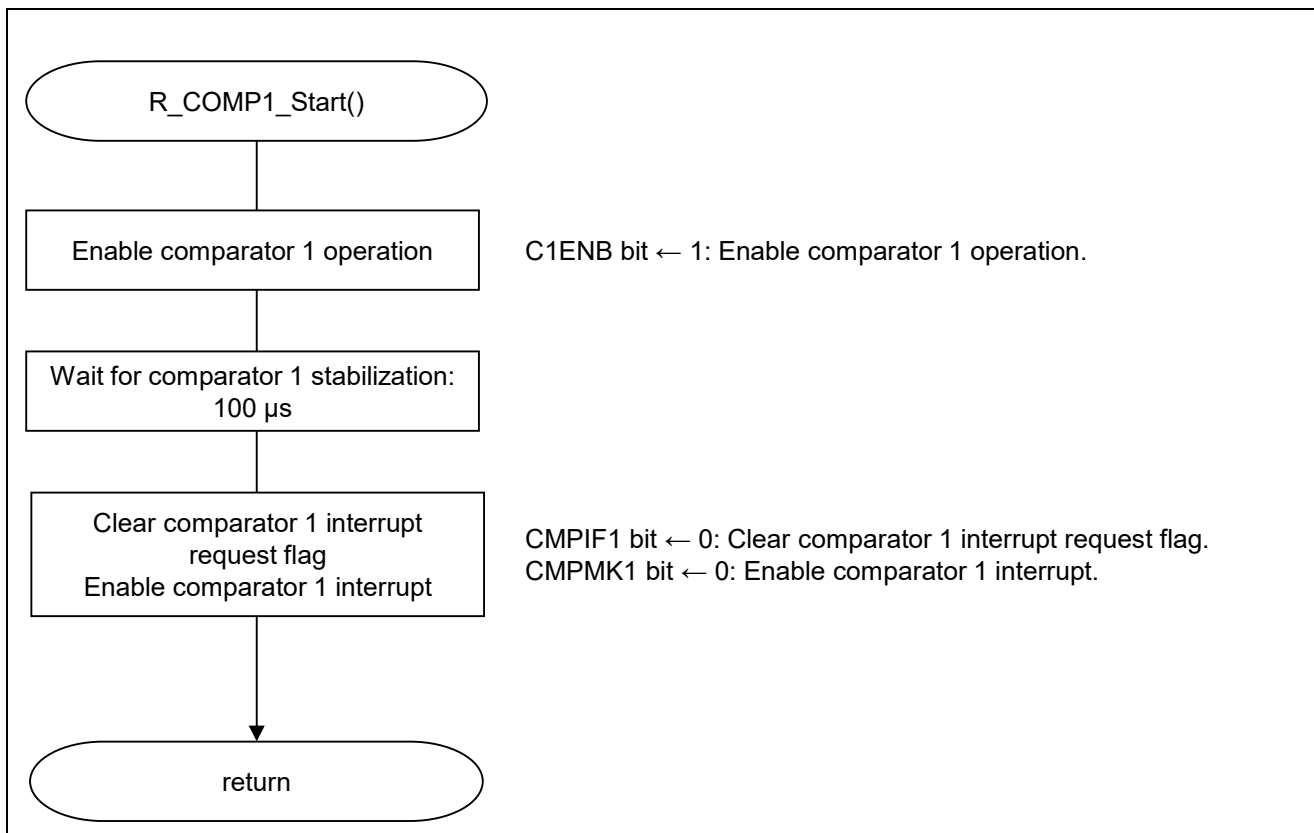 R_COMP1_Start()
Enable comparator 1 operation
C1ENB bit ← 1: Enable comparator 1 operation.
Wait for comparator 1 stabilization:
100 µs
Clear comparator 1 interrupt
request flag
Enable comparator 1 interrupt
CMPIF1 bit ← 0: Clear comparator 1 interrupt request flag.
CMPMK1 bit ← 0: Enable comparator 1 interrupt.
return